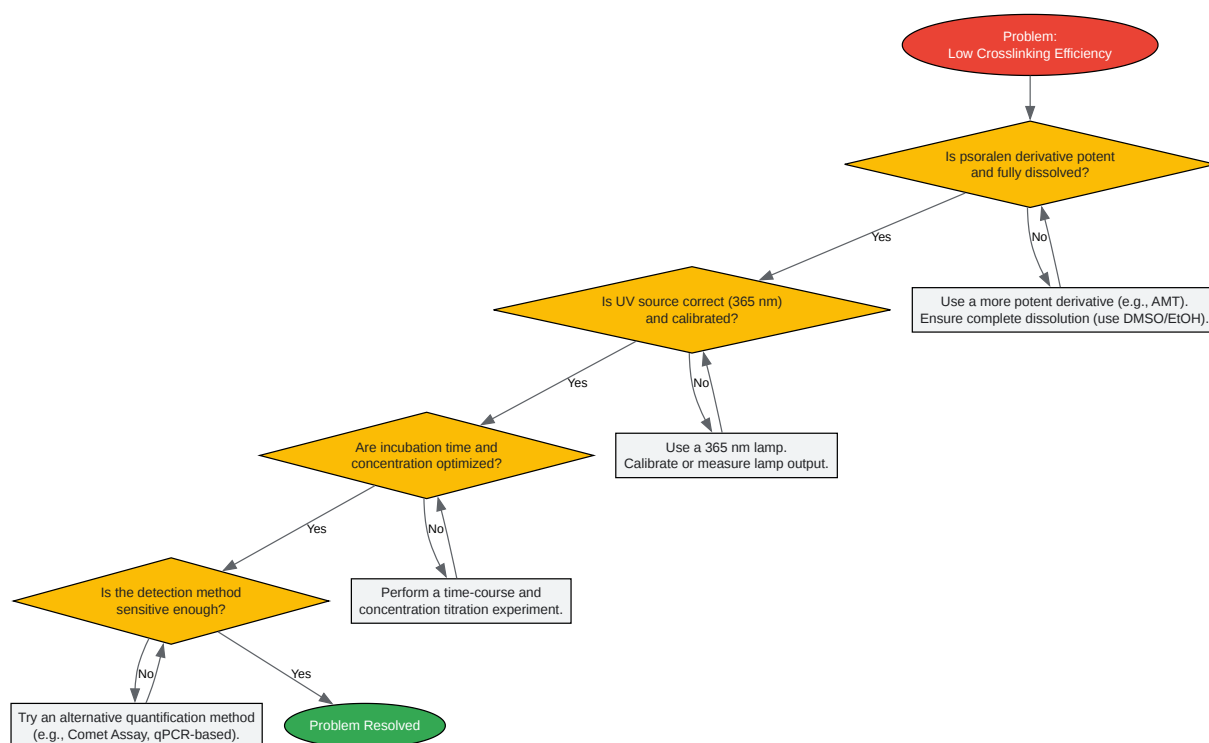 Problem:
Low Crosslinking Efficiency
Is psoralen derivative potent
and fully dissolved?
Yes
No
Is UV source correct (365 nm)
and calibrated?
Use a more potent derivative (e.g., AMT).
Ensure complete dissolution (use DMSO/EtOH).
Yes
No
Are incubation time and
concentration optimized?
Use a 365 nm lamp.
Calibrate or measure lamp output.
Yes
No
Is the detection method
sensitive enough?
Perform a time-course and
concentration titration experiment.
No
Yes
Try an alternative quantification method
(e.g., Comet Assay, qPCR-based).
Problem Resolved